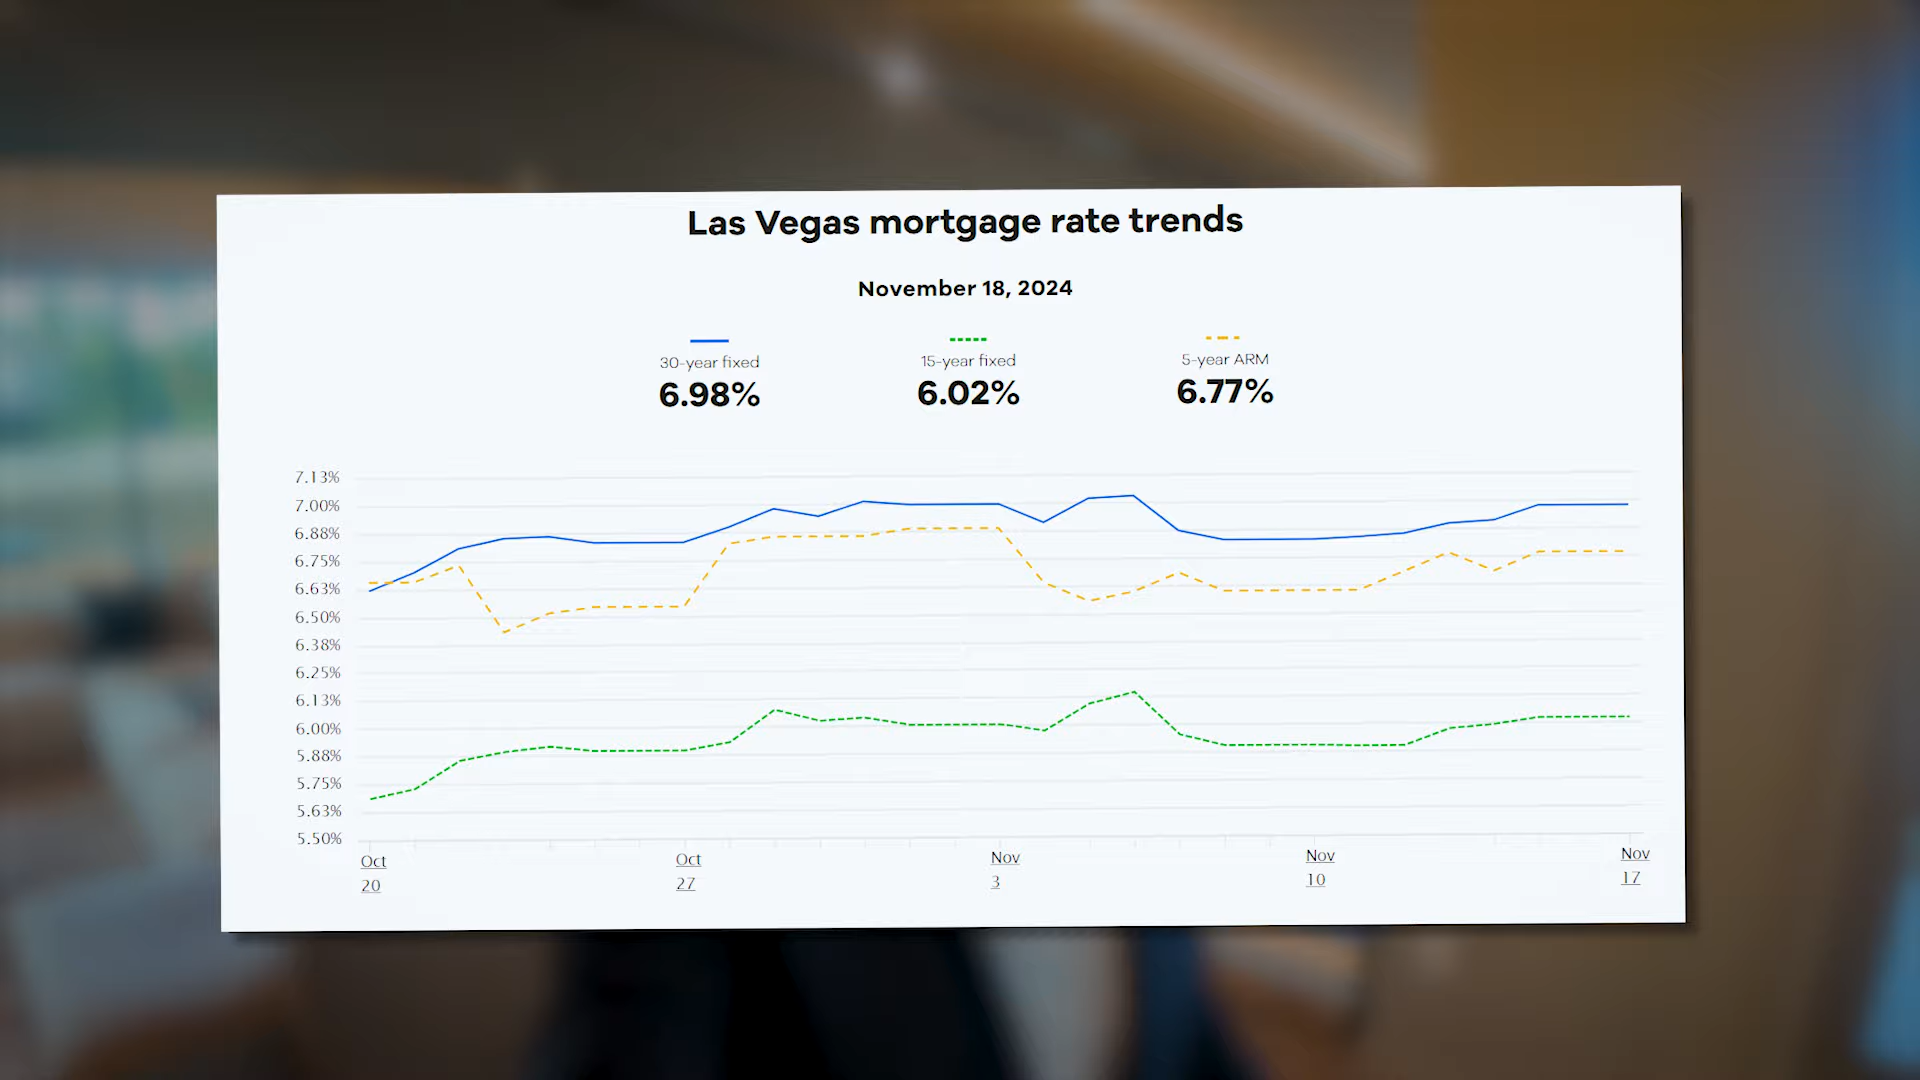 Las Vegas mortgage rate trends
November 18, 2024
30-year fixed 15-year fixed 5-year ARM
6.98% 6.02% 6.77%
7.13%
7.00%
6.88%
6.75%
6.63%
6.50%
6.38%
6.25%
6.13%
6.00%
5.88%
5.75%
5.63%
5.50%
Oct Oct Nov Nov Nov
20 27 3 10 17